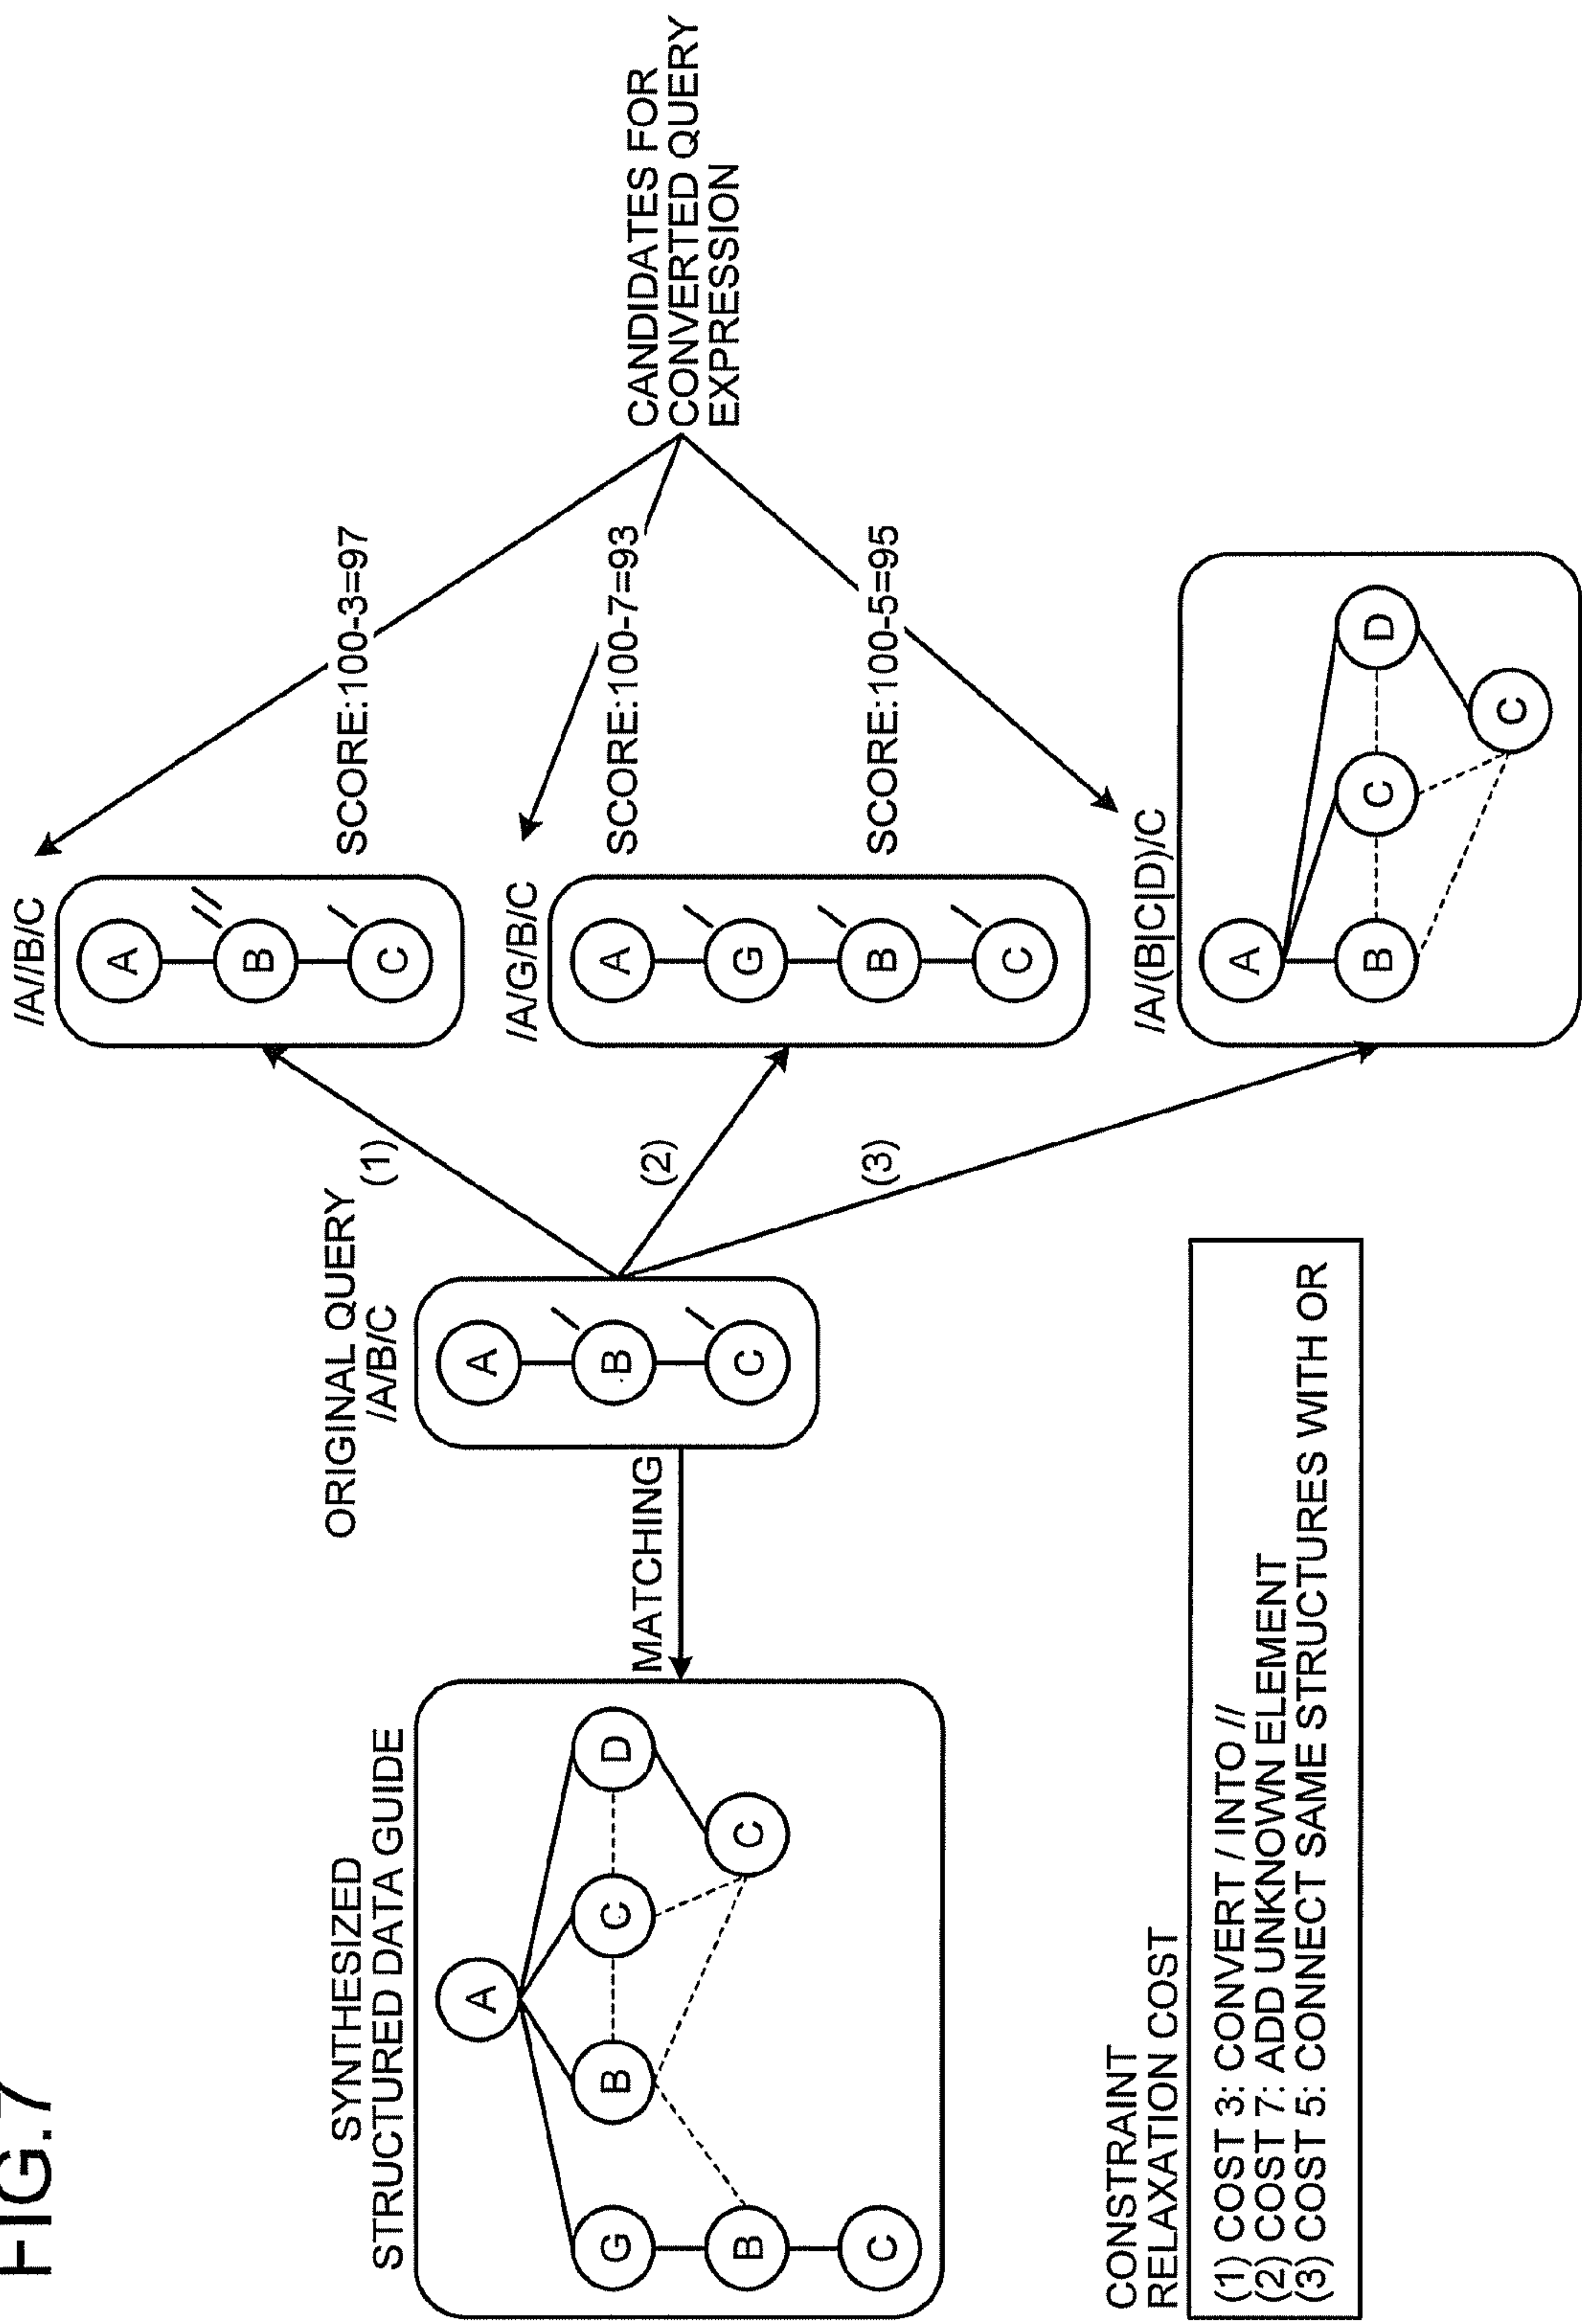 FIG.7
SYNTHESIZED
STRUCTURED DATA GUIDE
A
G
B
C
D
B
C
C
MATCHING
ORIGINAL QUERY
/A/B/C
A
/
B
/
C
(1)
(2)
(3)
/A//B/C
A
//
B
/
C
SCORE:100-3=97
/A/G/B/C
A
/
G
/
B
/
C
SCORE:100-7=93
SCORE:100-5=95
/A/(B|C|D)/C
A
B
C
D
C
CANDIDATES FOR
CONVERTED QUERY
EXPRESSION
CONSTRAINT
RELAXATION COST
(1) COST 3: CONVERT / INTO //
(2) COST 7: ADD UNKNOWN ELEMENT
(3) COST 5: CONNECT SAME STRUCTURES WITH OR